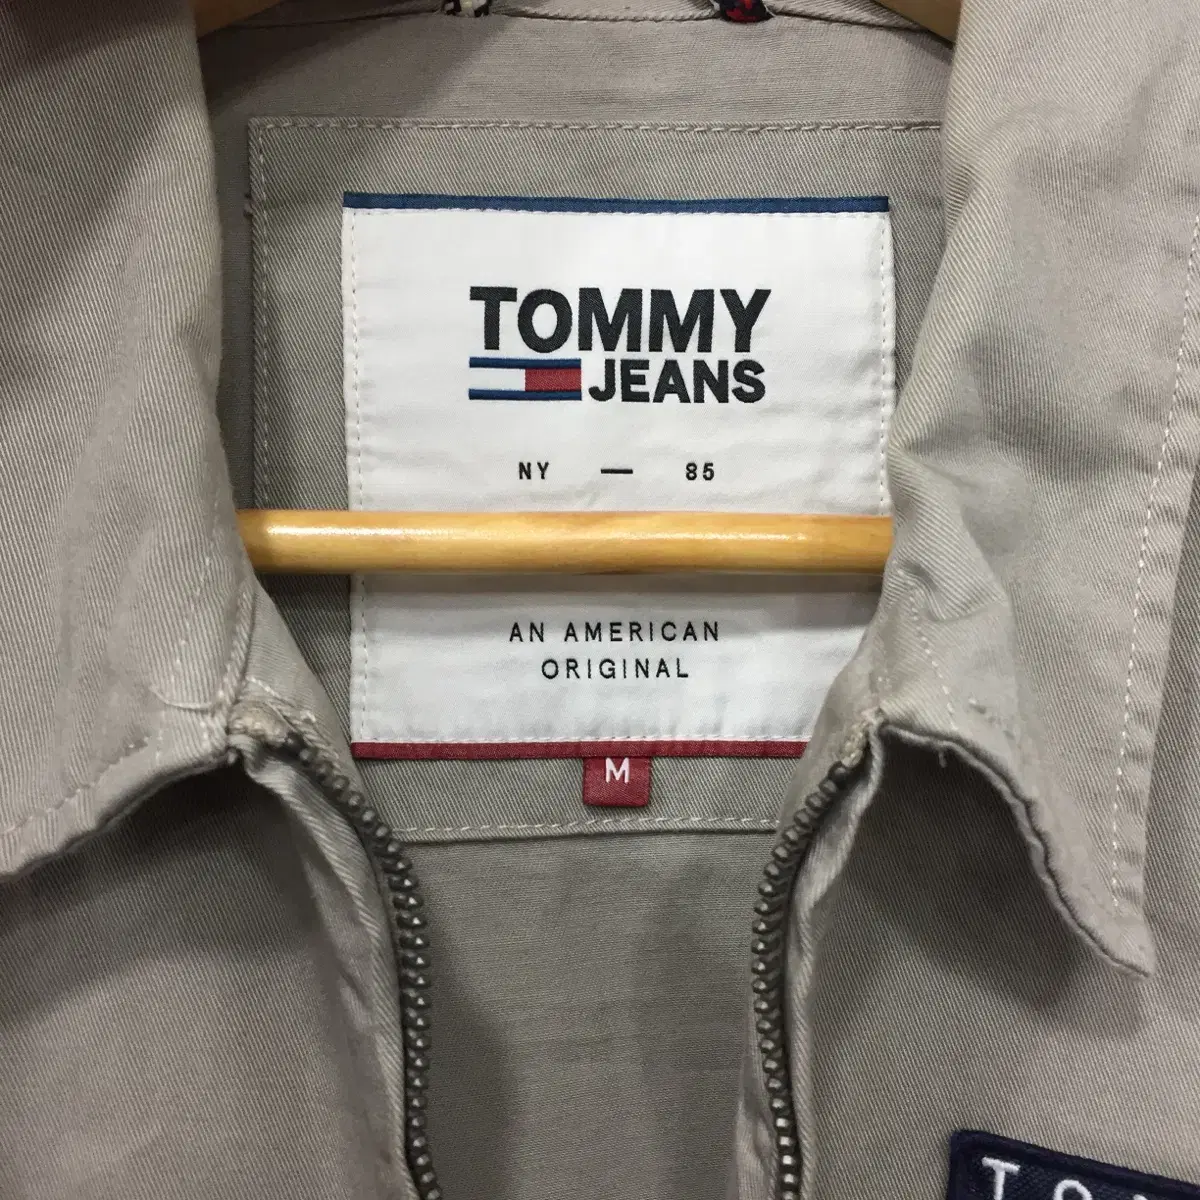 TOMMY
JEANS
NY — 85
AN AMERICAN
ORIGINAL
M